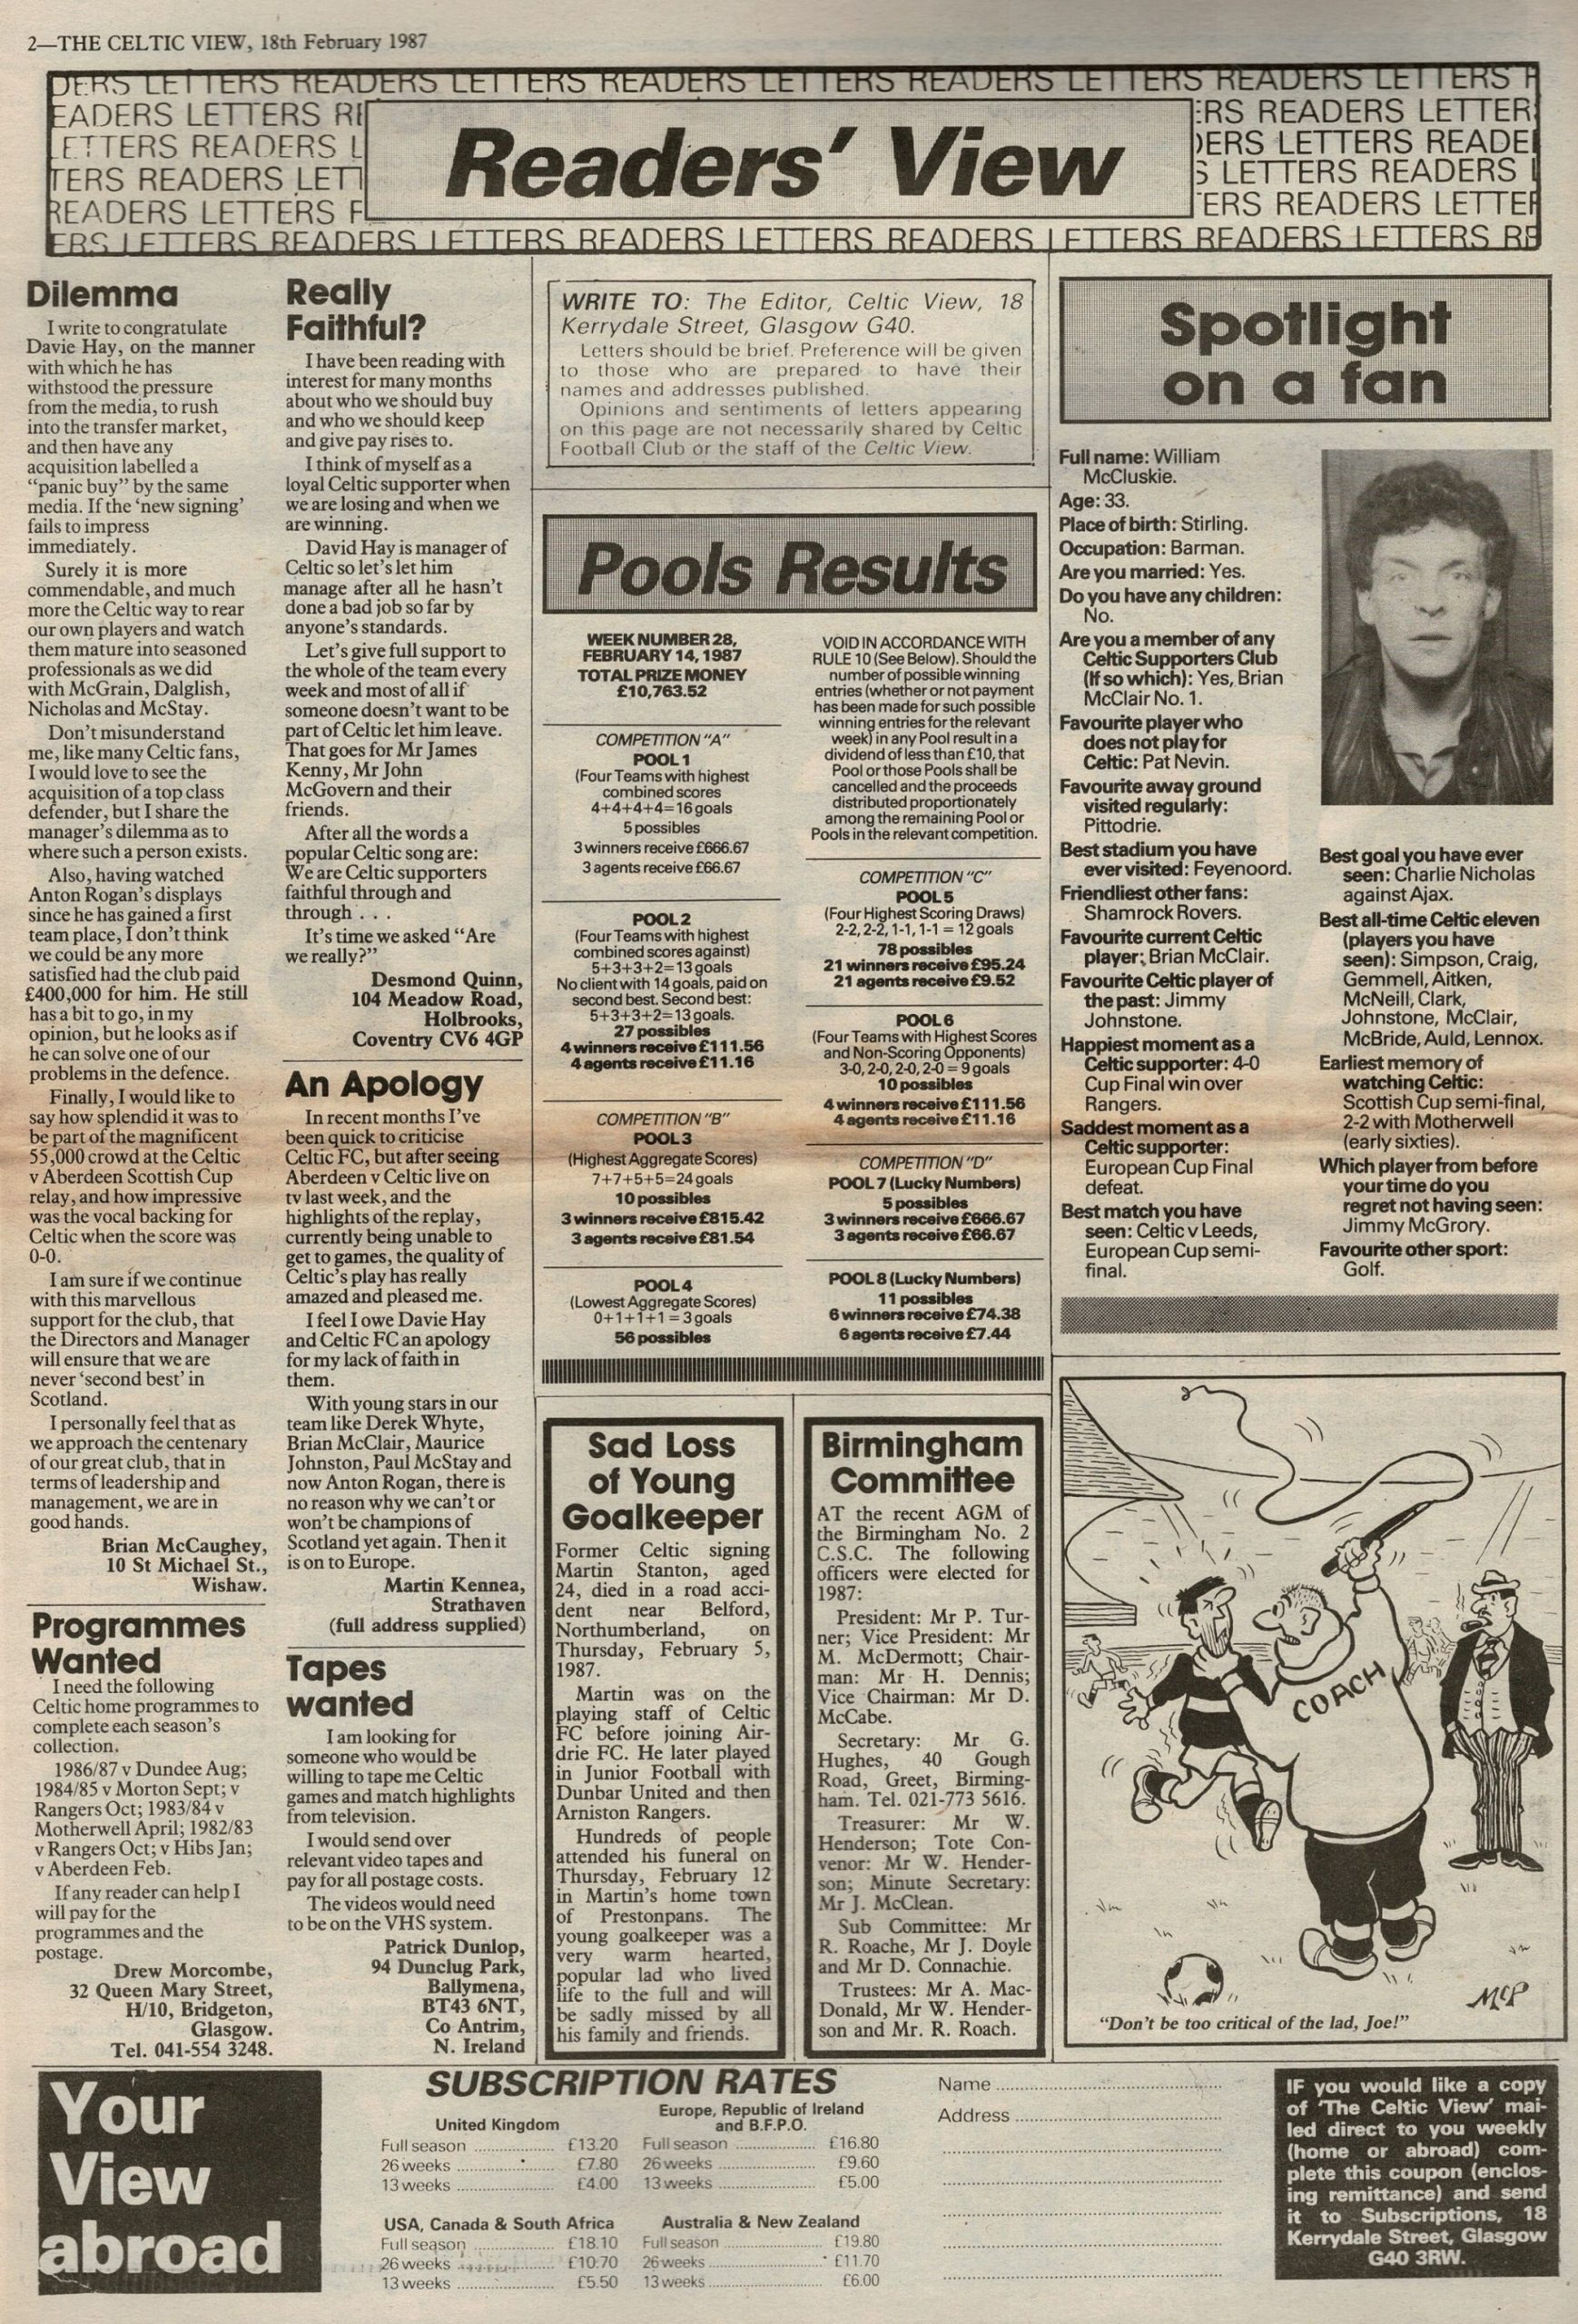 2—THE CELTIC VIEW, 18th February 1987
DERS LETTERS READERS LETTERS READERS LETTERS READERS LETTERS READERS LETTERS
EADERS LETTERS RE
LETTERS READERS L
TERS READERS LETT
READERS LETTERS F
Readers' View
ERS READERS LETTER
DERS LETTERS READE
S LETTERS READERS L
TERS READERS LETTE
ERS LETTERS READERS LETTERS READERS LETTERS READERS LETTERS READERS LETTERS RE
Dilemma
I write to congratulate
Davie Hay, on the manner
with which he has
withstood the pressure
from the media, to rush
into the transfer market,
and then have any
acquisition labelled a
“panic buy” by the same
media. If the ‘new signing’
fails to impress
immediately.
Surely it is more
commendable, and much
more the Celtic way to rear
our own players and watch
them mature into seasoned
professionals as we did
with McGrain, Dalglish,
Nicholas and McStay.
Don't misunderstand
me, like many Celtic fans,
I would love to see the
acquisition of a top class
defender, but I share the
manager's dilemma as to
where such a person exists.
Also, having watched
Anton Rogan's displays
since he has gained a first
team place, I don't think
we could be any more
satisfied had the club paid
£400,000 for him. He still
has a bit to go, in my
opinion, but he looks as if
he can solve one of our
problems in the defence.
Finally, I would like to
say how splendid it was to
be part of the magnificent
55,000 crowd at the Celtic
v Aberdeen Scottish Cup
relay, and how impressive
was the vocal backing for
Celtic when the score was
0-0.
I am sure if we continue
with this marvellous
support for the club, that
the Directors and Manager
will ensure that we are
never ‘second best’ in
Scotland.
I personally feel that as
we approach the centenary
of our great club, that in
terms of leadership and
management, we are in
good hands.
Brian McCaughey,
10 St Michael St.,
Wishaw.
Programmes
Wanted
I need the following
Celtic home programmes to
complete each season's
collection.
1986/87 v Dundee Aug;
1984/85 v Morton Sept; v
Rangers Oct; 1983/84 v
Motherwell April; 1982/83
v Rangers Oct; v Hibs Jan;
v Aberdeen Feb.
If any reader can help I
will pay for the
programmes and the
postage.
Drew Morcombe,
32 Queen Mary Street,
H/10, Bridgeton,
Glasgow.
Tel. 041-554 3248.
Really
Faithful?
I have been reading with
interest for many months
about who we should buy
and who we should keep
and give pay rises to.
I think of myself as a
loyal Celtic supporter when
we are losing and when we
are winning.
David Hay is manager of
Celtic so let's let him
manage after all he hasn't
done a bad job so far by
anyone's standards.
Let's give full support to
the whole of the team every
week and most of all if
someone doesn't want to be
part of Celtic let him leave.
That goes for Mr James
Kenny, Mr John
McGovern and their
friends.
After all the words a
popular Celtic song are:
We are Celtic supporters
faithful through and
through . . .
It's time we asked “Are
we really?”
Desmond Quinn,
104 Meadow Road,
Holbrooks,
Coventry CV6 4GP
An Apology
In recent months I've
been quick to criticise
Celtic FC, but after seeing
Aberdeen v Celtic live on
tv last week, and the
highlights of the replay,
currently being unable to
get to games, the quality of
Celtic's play has really
amazed and pleased me.
I feel I owe Davie Hay
and Celtic FC an apology
for my lack of faith in
them.
With young stars in our
team like Derek Whyte,
Brian McClair, Maurice
Johnston, Paul McStay and
now Anton Rogan, there is
no reason why we can't or
won't be champions of
Scotland yet again. Then it
is on to Europe.
Martin Kennea,
Strathaven
(full address supplied)
Tapes
wanted
I am looking for
someone who would be
willing to tape me Celtic
games and match highlights
from television.
I would send over
relevant video tapes and
pay for all postage costs.
The videos would need
to be on the VHS system.
Patrick Dunlop,
94 Dunclug Park,
Ballymena,
BT43 6NT,
Co Antrim,
N. Ireland
WRITE TO: The Editor, Celtic View, 18
Kerrydale Street, Glasgow G40.
Letters should be brief. Preference will be given
to those who are prepared to have their
names and addresses published.
Opinions and sentiments of letters appearing
on this page are not necessarily shared by Celtic
Football Club or the staff of the Celtic View.
Pools Results
WEEK NUMBER 28,
FEBRUARY 14, 1987
TOTAL PRIZE MONEY
£10,763.52
COMPETITION “A”
POOL 1
(Four Teams with highest
combined scores
4+4+4+4=16 goals
5 possibles
3 winners receive £666.67
3 agents receive £66.67
POOL 2
(Four Teams with highest
combined scores against)
5+3+3+2=13 goals
No client with 14 goals, paid on
second best. Second best:
5+3+3+2=13 goals.
27 possibles
4 winners receive £111.56
4 agents receive £11.16
COMPETITION “B”
POOL 3
(Highest Aggregate Scores)
7+7+5+5=24 goals
10 possibles
3 winners receive £815.42
3 agents receive £81.54
POOL 4
(Lowest Aggregate Scores)
0+1+1+1=3 goals
56 possibles
VOID IN ACCORDANCE WITH
RULE 10 (See Below). Should the
number of possible winning
entries (whether or not payment
has been made for such possible
winning entries for the relevant
week) in any Pool result in a
dividend of less than £10, that
Pool or those Pools shall be
cancelled and the proceeds
distributed proportionately
among the remaining Pool or
Pools in the relevant competition.
COMPETITION “C”
POOL 5
(Four Highest Scoring Draws)
2-2, 2-2, 1-1, 1-1 = 12 goals
78 possibles
21 winners receive £95.24
21 agents receive £9.52
POOL 6
(Four Teams with Highest Scores
and Non-Scoring Opponents)
3-0, 2-0, 2-0, 2-0 = 9 goals
10 possibles
4 winners receive £111.56
4 agents receive £11.16
COMPETITION “D”
POOL 7 (Lucky Numbers)
5 possibles
3 winners receive £666.67
3 agents receive £66.67
POOL 8 (Lucky Numbers)
11 possibles
6 winners receive £74.38
6 agents receive £7.44
Sad Loss
of Young
Goalkeeper
Former Celtic signing
Martin Stanton, aged
24, died in a road acci-
dent near Belford,
Northumberland, on
Thursday, February 5,
1987.
Martin was on the
playing staff of Celtic
FC before joining Air-
drie FC. He later played
in Junior Football with
Dunbar United and then
Arniston Rangers.
Hundreds of people
attended his funeral on
Thursday, February 12
in Martin's home town
of Prestonpans. The
young goalkeeper was a
very warm hearted,
popular lad who lived
life to the full and will
be sadly missed by all
his family and friends.
Birmingham
Committee
AT the recent AGM of
the Birmingham No. 2
C.S.C. The following
officers were elected for
1987:
President: Mr P. Tur-
ner; Vice President: Mr
M. McDermott; Chair-
man: Mr H. Dennis;
Vice Chairman: Mr D.
McCabe.
Secretary: Mr G.
Hughes, 40 Gough
Road, Greet, Birming-
ham. Tel. 021-773 5616.
Treasurer: Mr W.
Henderson; Tote Con-
venor: Mr W. Hender-
son; Minute Secretary:
Mr J. McClean.
Sub Committee: Mr
R. Roache, Mr J. Doyle
and Mr D. Connachie.
Trustees: Mr A. Mac-
Donald, Mr W. Hender-
son and Mr. R. Roach.
Spotlight
on a fan
Full name: William
McCluskie.
Age: 33.
Place of birth: Stirling.
Occupation: Barman.
Are you married: Yes.
Do you have any children:
No.
Are you a member of any
Celtic Supporters Club
(If so which): Yes, Brian
McClair No. 1.
Favourite player who
does not play for
Celtic: Pat Nevin.
Favourite away ground
visited regularly:
Pittodrie.
Best stadium you have
ever visited: Feyenoord.
Friendliest other fans:
Shamrock Rovers.
Favourite current Celtic
player: Brian McClair.
Favourite Celtic player of
the past: Jimmy
Johnstone.
Happiest moment as a
Celtic supporter: 4-0
Cup Final win over
Rangers.
Saddest moment as a
Celtic supporter:
European Cup Final
defeat.
Best match you have
seen: Celtic v Leeds,
European Cup semi-
final.
Best goal you have ever
seen: Charlie Nicholas
against Ajax.
Best all-time Celtic eleven
(players you have
seen): Simpson, Craig,
Gemmell, Aitken,
McNeill, Clark,
Johnstone, McClair,
McBride, Auld, Lennox.
Earliest memory of
watching Celtic:
Scottish Cup semi-final,
2-2 with Motherwell
(early sixties).
Which player from before
your time do you
regret not having seen:
Jimmy McGrory.
Favourite other sport:
Golf.
COACH
McP
“Don't be too critical of the lad, Joe!”
Your
View
abroad
SUBSCRIPTION RATES
United Kingdom
Full season ................... £13.20
26 weeks ....................... £7.80
13 weeks ....................... £4.00
Europe, Republic of Ireland
and B.F.P.O.
Full season ................... £16.80
26 weeks ....................... £9.60
13 weeks ....................... £5.00
USA, Canada & South Africa
Full season ................... £18.10
26 weeks ....................... £10.70
13 weeks ....................... £5.50
Australia & New Zealand
Full season ................... £19.80
26 weeks ....................... £11.70
13 weeks ....................... £6.00
Name
Address
IF you would like a copy
of ‘The Celtic View’ mai-
led direct to you weekly
(home or abroad) com-
plete this coupon (enclos-
ing remittance) and send
it to Subscriptions, 18
Kerrydale Street, Glasgow
G40 3RW.